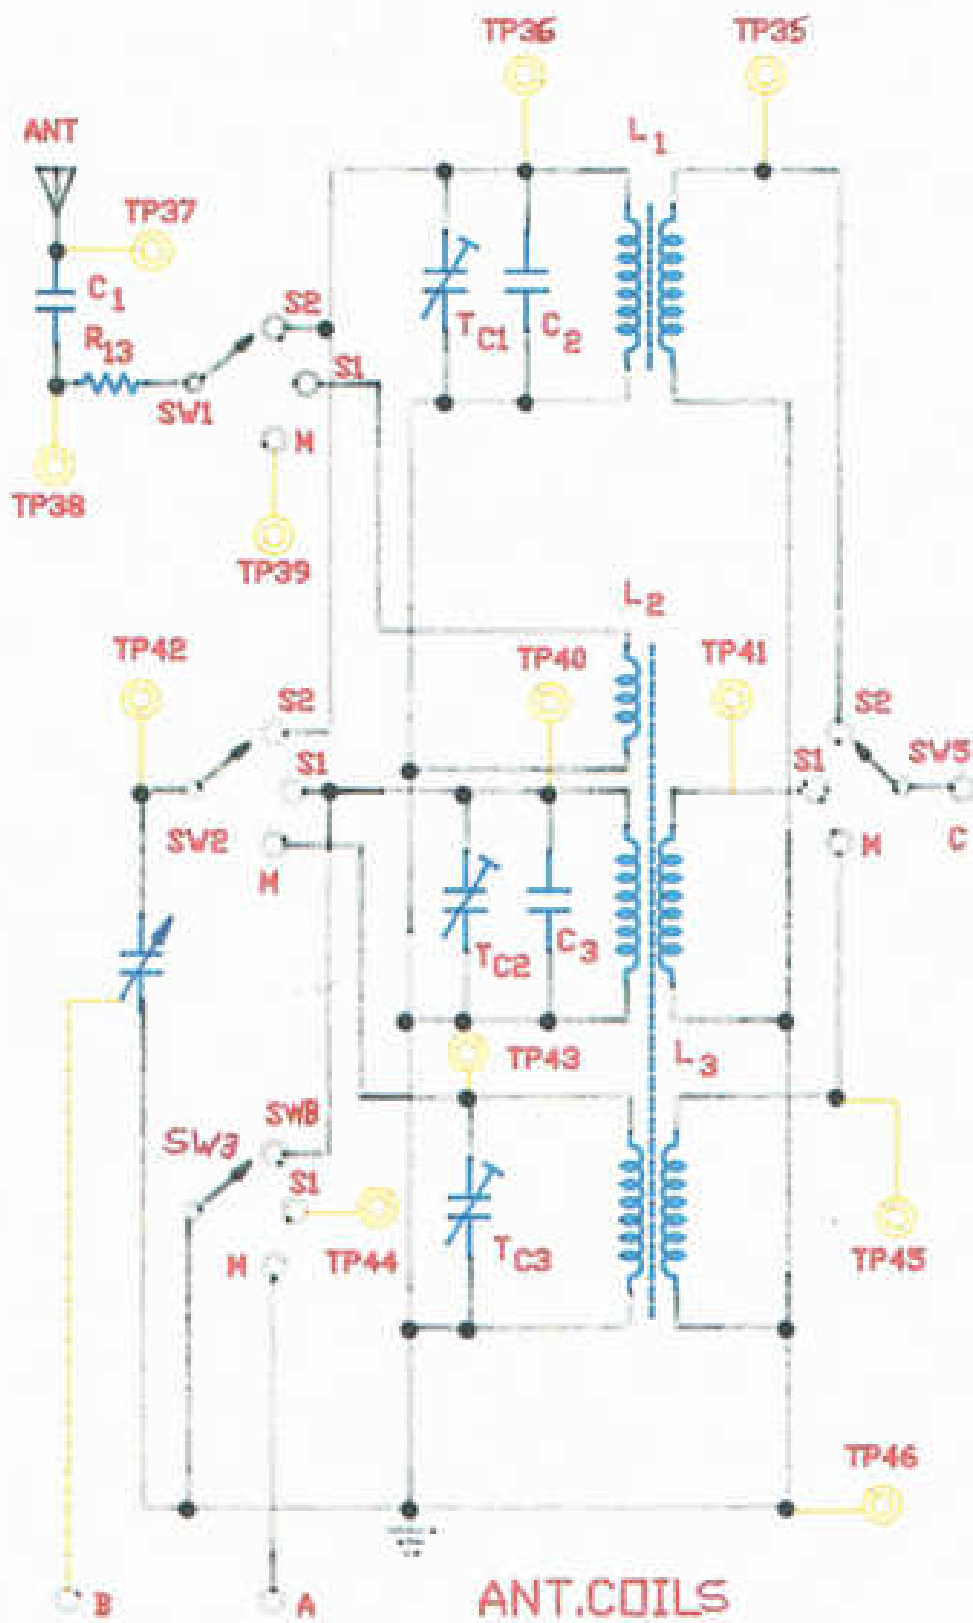 TP36
TP35
ANT
L1
TP37
C1
S2
TC1
C2
R13
S1
SW1
M
TP38
TP39
L2
TP42
TP40
TP41
S2
S2
S1
S1
SW5
SW2
M
C
M
TC2
C3
TP43
L3
SWB
SW3
S1
M
TP44
TC3
TP45
TP46
B
A
ANT.COILS